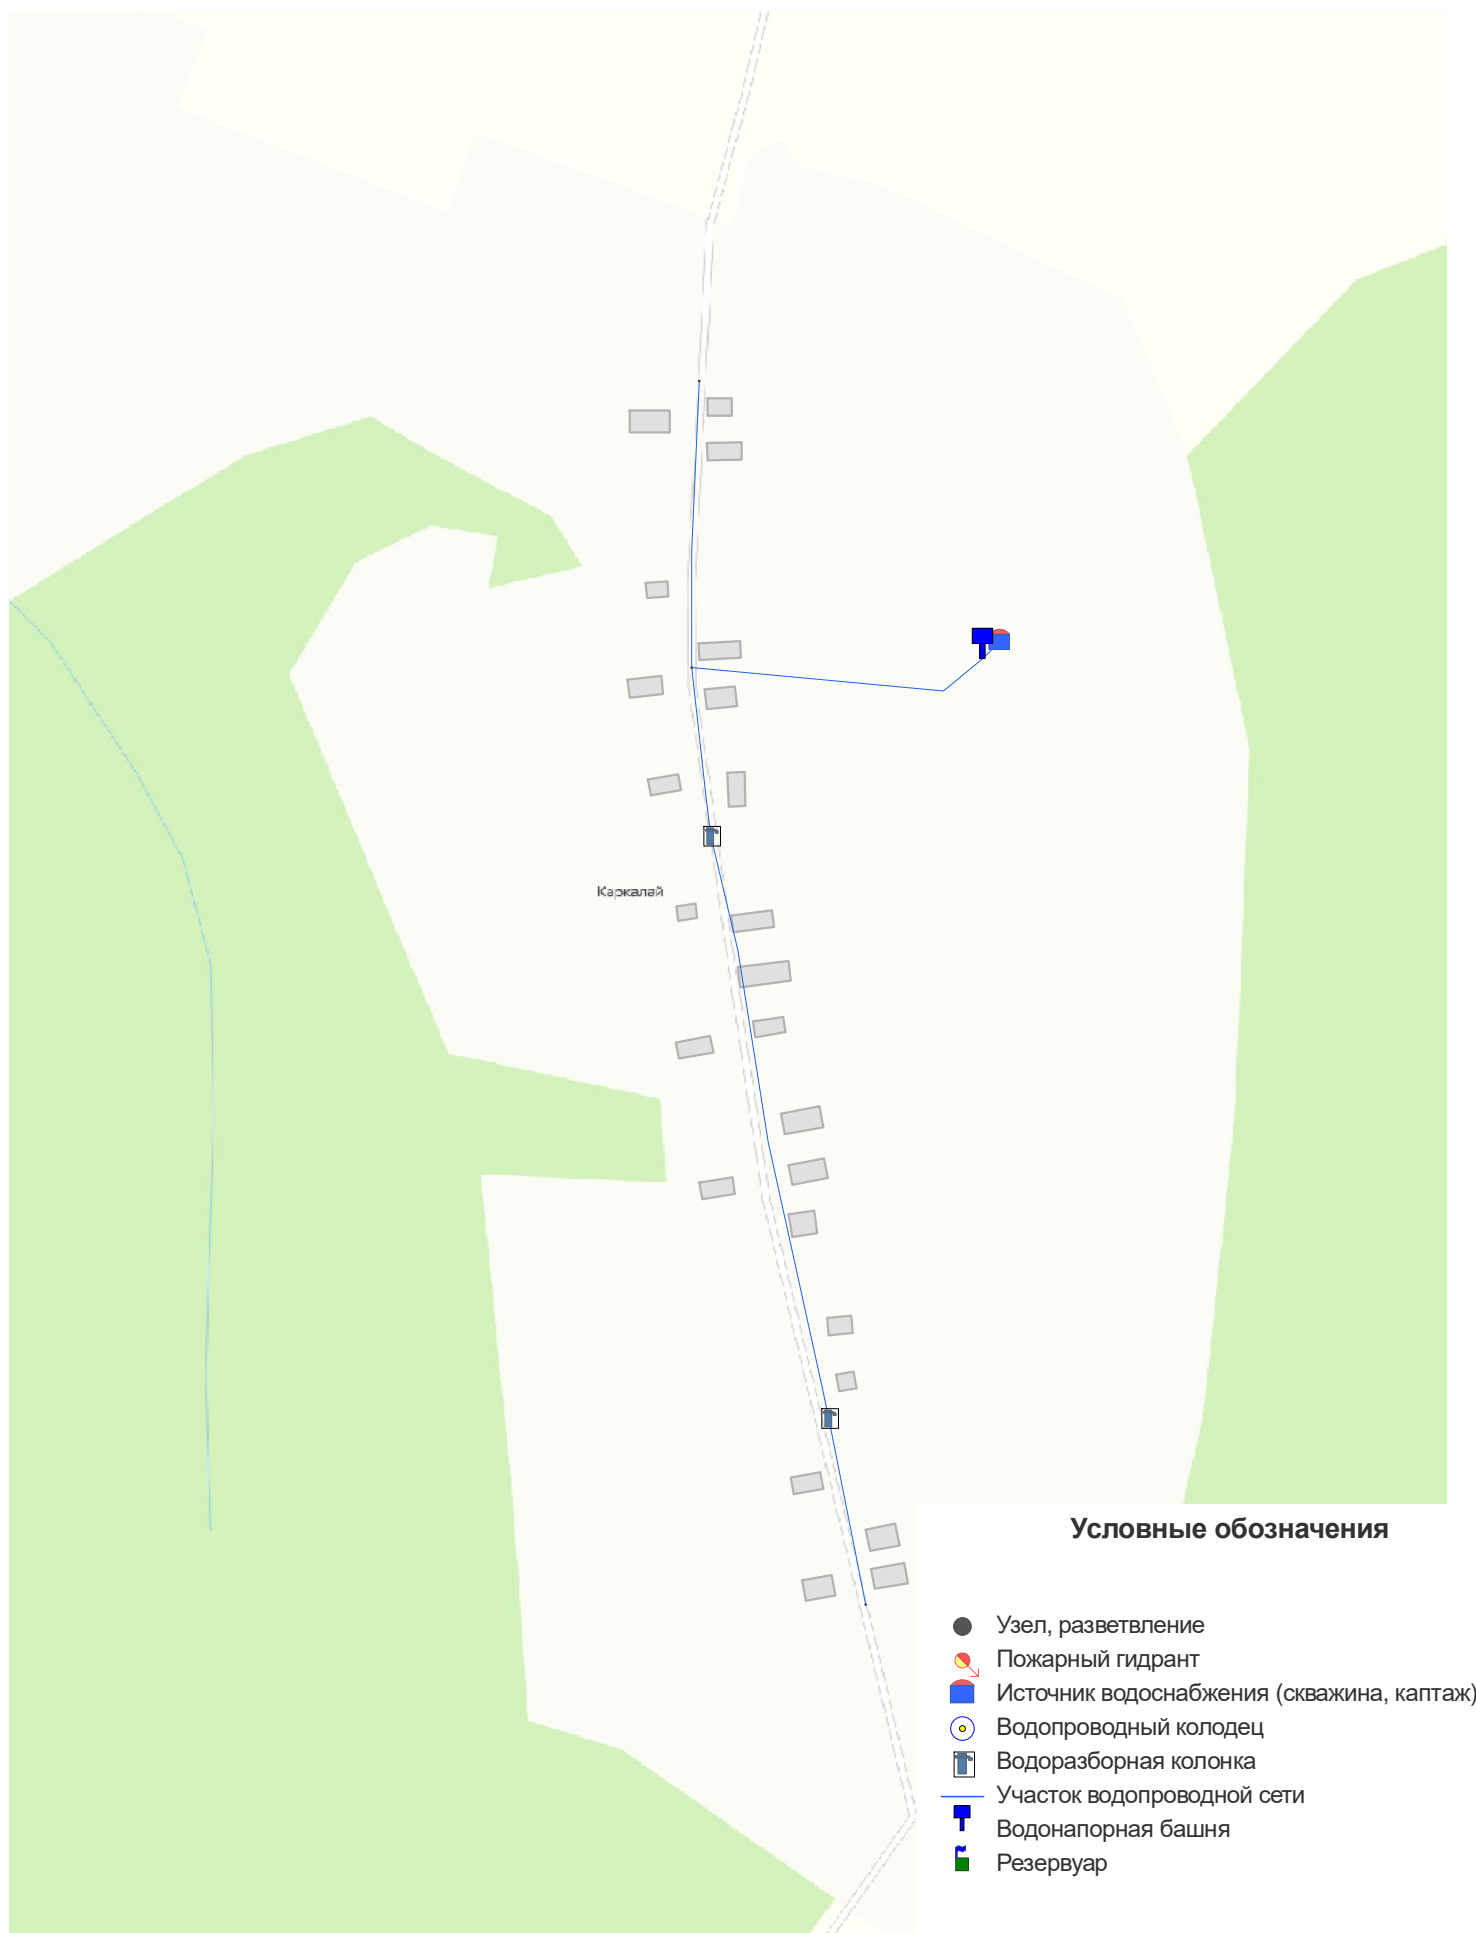 Каркалай
Условные обозначения
Узел, разветвление
Пожарный гидрант
Источник водоснабжения (скважина, каптаж)
Водопроводный колодец
Водоразборная колонка
Участок водопроводной сети
Водонапорная башня
Резервуар